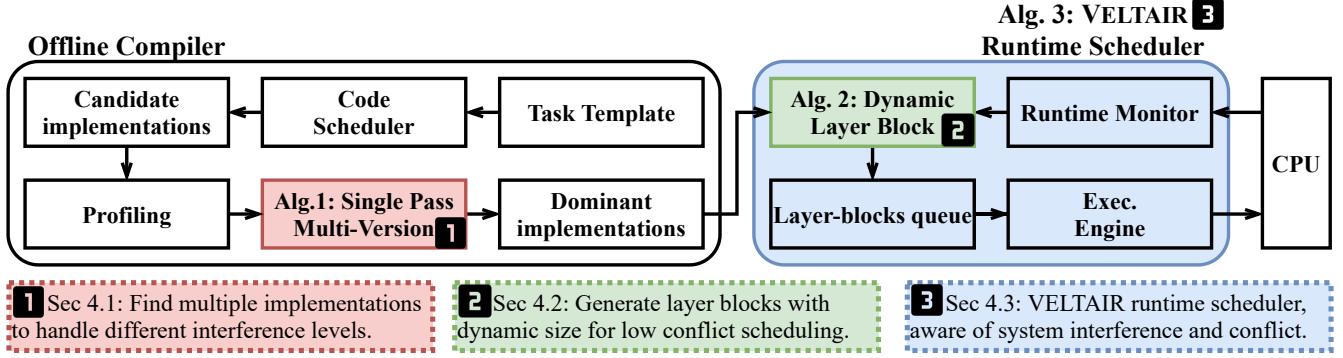 Alg. 3: VELTAIR 3
Offline Compiler
Runtime Scheduler
Candidate
implementations
Code
Scheduler
Task Template
Alg. 2: Dynamic
Layer Block 2
Runtime Monitor
CPU
Profiling
Alg.1: Single Pass
Multi-Version 1
Dominant
implementations
Layer-blocks queue
Exec.
Engine
1 Sec 4.1: Find multiple implementations
to handle different interference levels.
2 Sec 4.2: Generate layer blocks with
dynamic size for low conflict scheduling.
3 Sec 4.3: VELTAIR runtime scheduler,
aware of system interference and conflict.